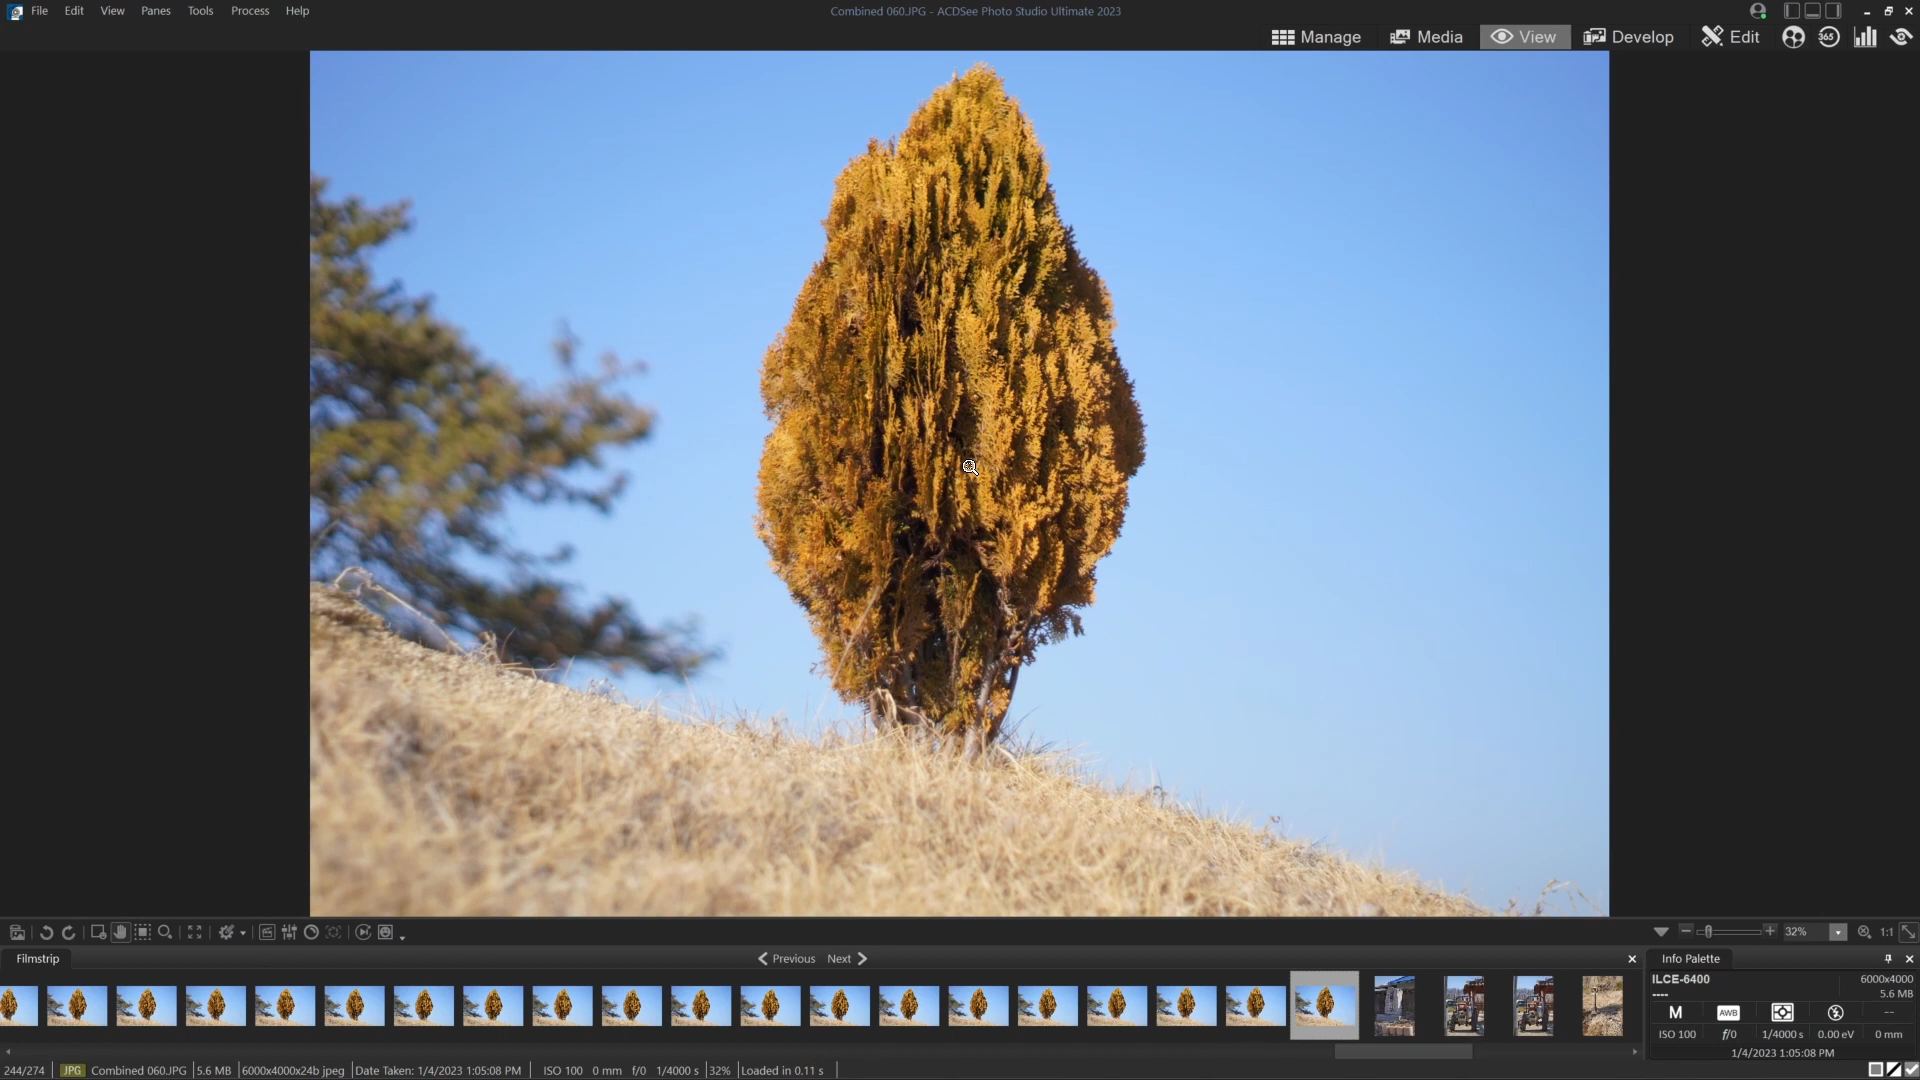 File Edit View Panes Tools Process Help
Combined 060.JPG - ACDSee Photo Studio Ultimate 2023
Manage Media View Develop Edit 365
32% 1:1
Filmstrip
Previous Next
Info Palette
ILCE-6400 6000x4000
---- 5.6 MB
M AWB --
ISO 100 f/0 1/4000 s 0.00 eV 0 mm
1/4/2023 1:05:08 PM
244/274 JPG Combined 060.JPG 5.6 MB 6000x4000x24b jpeg Date Taken: 1/4/2023 1:05:08 PM ISO 100 0 mm f/0 1/4000 s 32% Loaded in 0.11 s